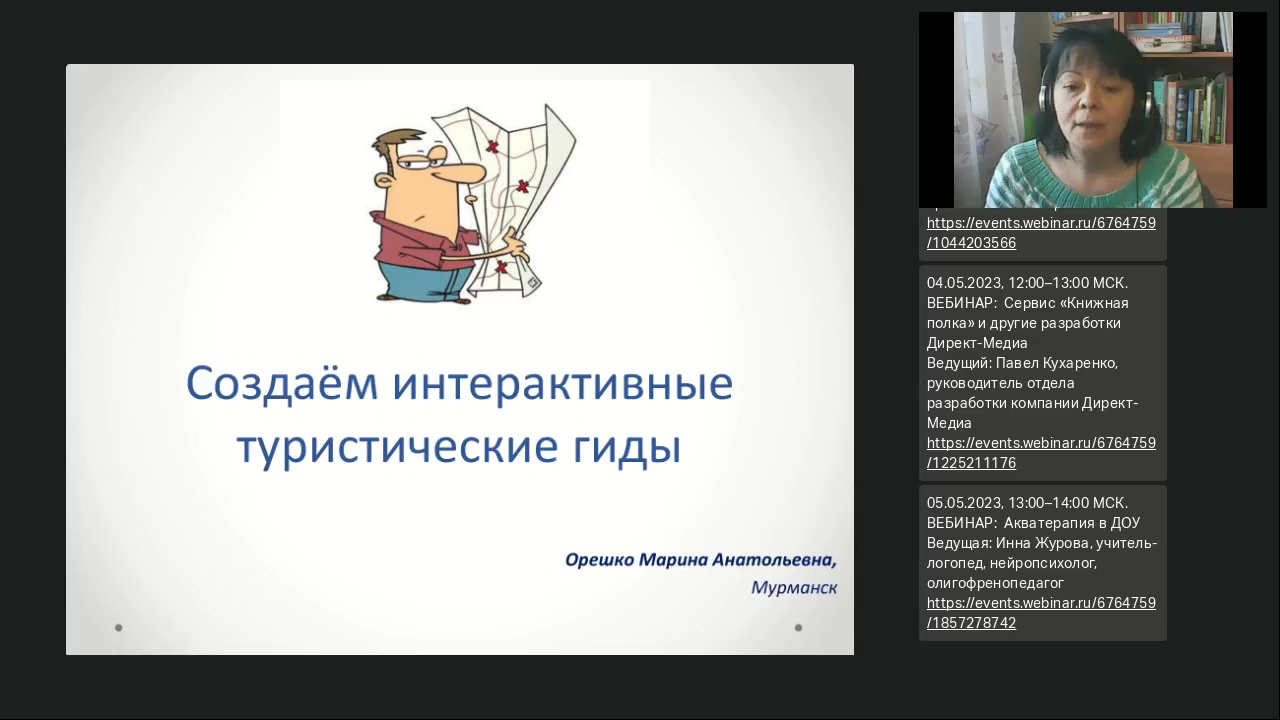 Создаём интерактивные
туристические гиды
Орешко Марина Анатольевна,
Мурманск
https://events.webinar.ru/6764759
/1044203566
04.05.2023, 12:00–13:00 МСК.
ВЕБИНАР:  Сервис «Книжная
полка» и другие разработки
Директ-Медиа
Ведущий: Павел Кухаренко,
руководитель отдела
разработки компании Директ-
Медиа
https://events.webinar.ru/6764759
/1225211176
05.05.2023, 13:00–14:00 МСК.
ВЕБИНАР:  Акватерапия в ДОУ
Ведущая: Инна Журова, учитель-
логопед, нейропсихолог,
олигофренопедагог
https://events.webinar.ru/6764759
/1857278742